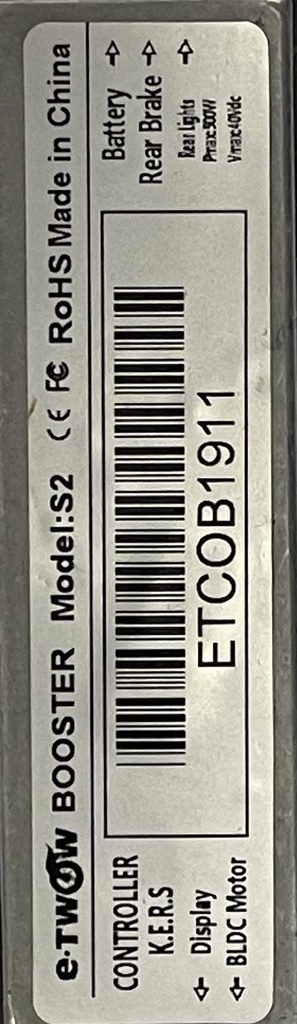 e-TWOW BOOSTER Model:S2 CE FC RoHS Made in China
CONTROLLER
K.E.R.S
← Display
← BLDC Motor
ETCOB1911
Battery →
Rear Brake →
Rear Lights →
Pmax:500W
Vmax:40Vdc